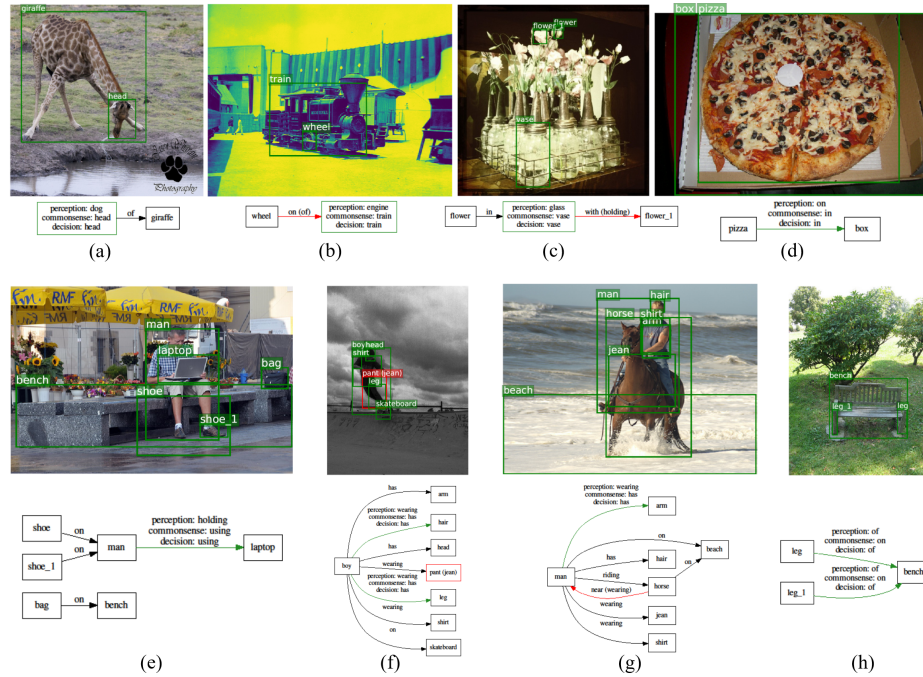 giraffe
head
Photography
train
wheel
flower
flower_1
vase
box pizza
perception: dog
commonsense: head
decision: head
of
giraffe
wheel
on (of)
perception: engine
commonsense: train
decision: train
flower
in
perception: glass
commonsense: vase
decision: vase
with (holding)
flower_1
pizza
perception: on
commonsense: in
decision: in
box
(a)
(b)
(c)
(d)
RMF
man
laptop
bag
bench
shoe
shoe_1
boy head
shirt
pant (jean)
leg
skateboard
man
hair
horse shirt
arm
jean
beach
bench
leg_1
leg
shoe
on
shoe_1
on
man
perception: holding
commonsense: using
decision: using
laptop
bag
on
bench
boy
has
arm
perception: wearing
commonsense: has
decision: has
hair
has
head
wearing
pant (jean)
perception: wearing
commonsense: has
decision: has
leg
wearing
shirt
on
skateboard
man
perception: wearing
commonsense: has
decision: has
arm
on
beach
has
hair
on
riding
horse
near (wearing)
wearing
jean
wearing
shirt
leg
perception: of
commonsense: on
decision: of
leg_1
perception: of
commonsense: on
decision: of
bench
(e)
(f)
(g)
(h)